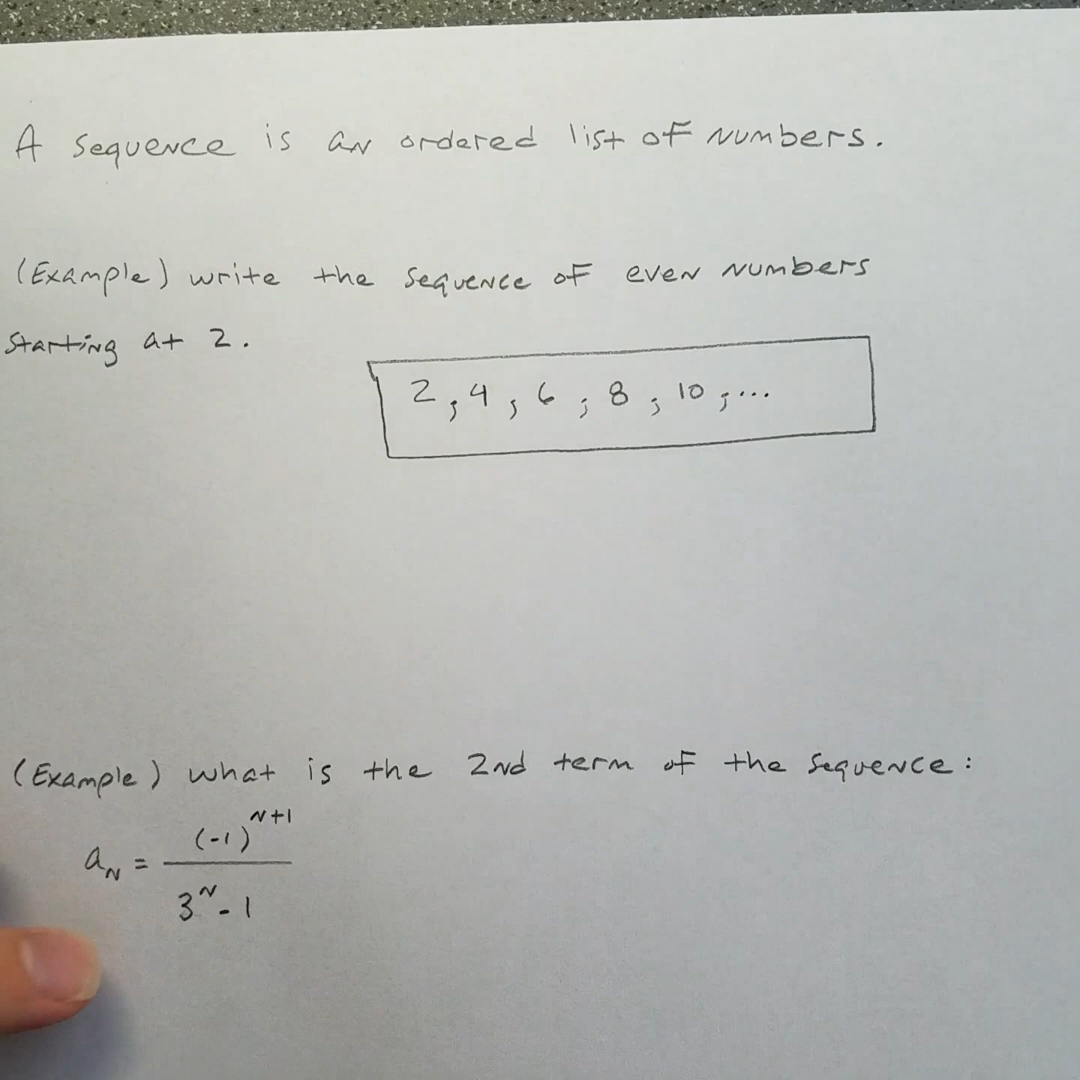 A sequence is an ordered list of numbers.
(Example) write the sequence of even numbers
starting at 2.
2, 4, 6, 8, 10, ...
(Example) what is the 2nd term of the sequence:
a_N = (-1)^(N+1) / (3^N - 1)